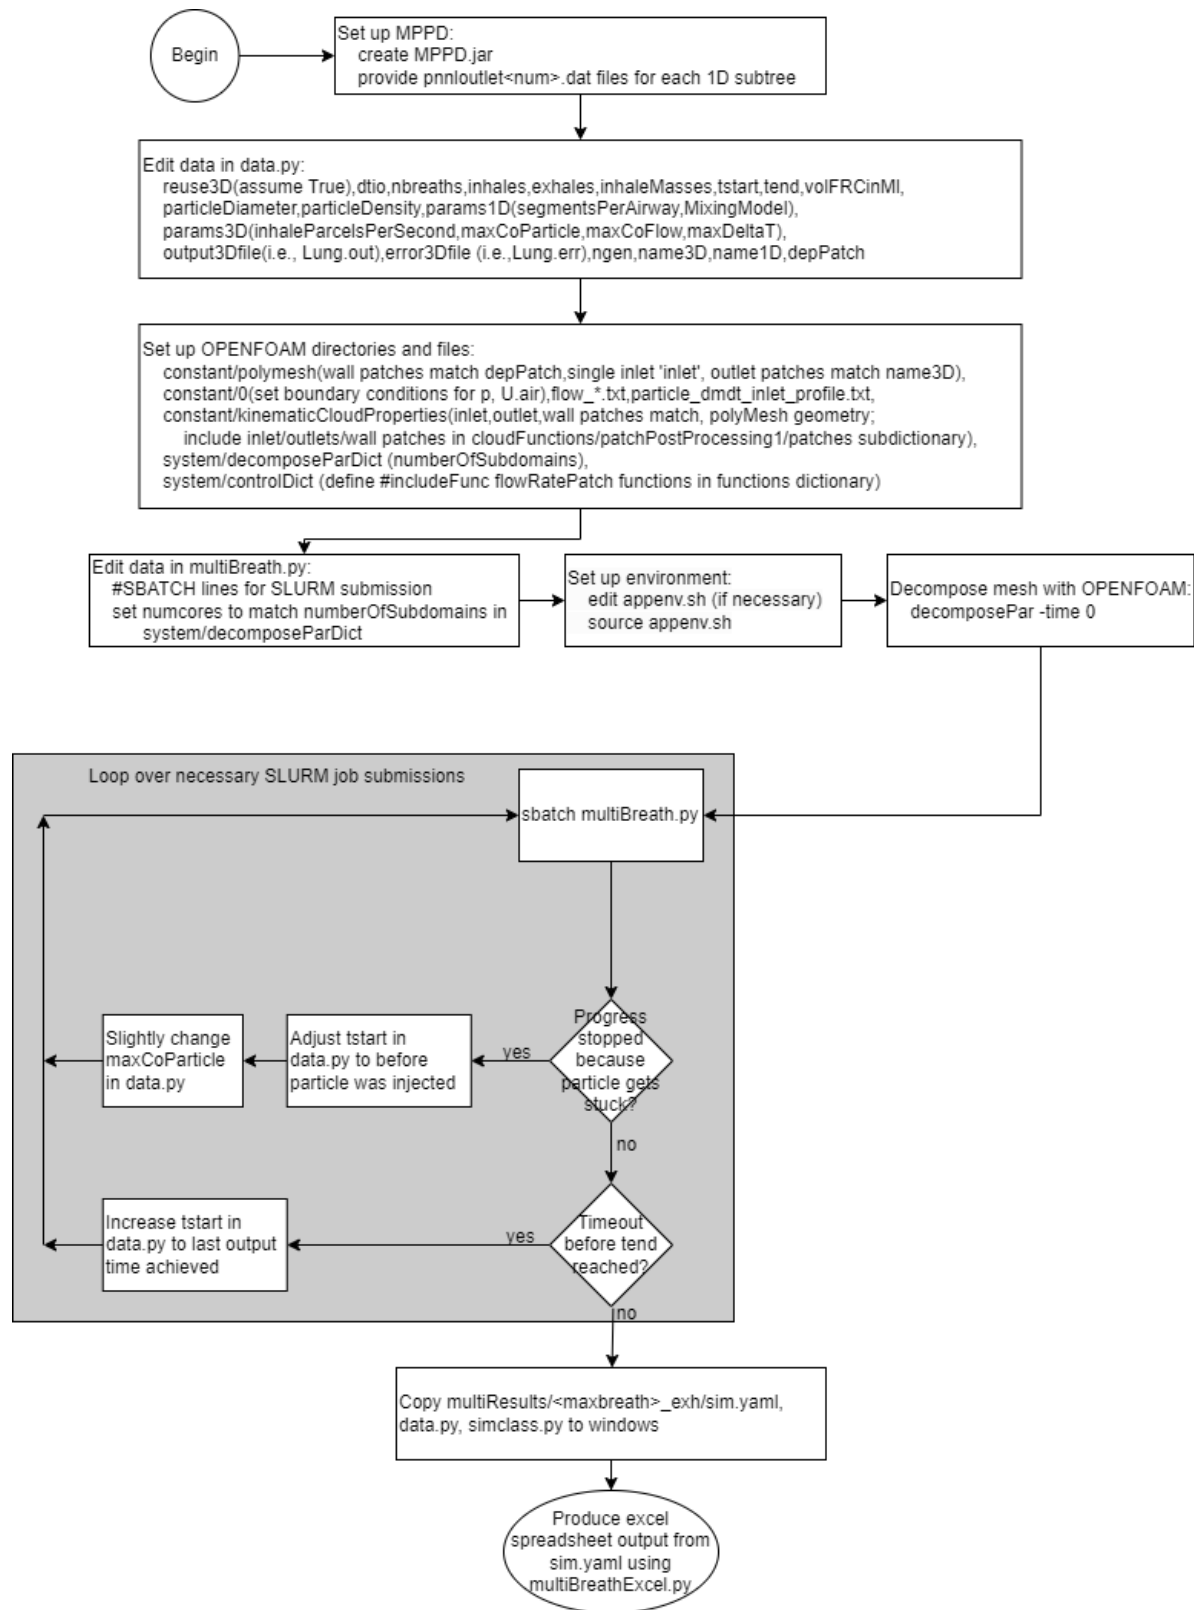 Begin
Set up MPPD:
create MPPD.jar
provide pnnloutlet<num>.dat files for each 1D subtree
Edit data in data.py:
reuse3D(assume True),dtio,nbreaths,inhales,exhales,inhaleMasses,tstart,tend,volFRCinMl,
particleDiameter,particleDensity,params1D(segmentsPerAirway,MixingModel),
params3D(inhaleParcelsPerSecond,maxCoParticle,maxCoFlow,maxDeltaT),
output3Dfile(i.e., Lung.out),error3Dfile (i.e.,Lung.err),ngen,name3D,name1D,depPatch
Set up OPENFOAM directories and files:
constant/polymesh(wall patches match depPatch,single inlet 'inlet', outlet patches match name3D),
constant/0(set boundary conditions for p, U.air),flow_*.txt,particle_dmdt_inlet_profile.txt,
constant/kinematicCloudProperties(inlet,outlet,wall patches match, polyMesh geometry;
include inlet/outlets/wall patches in cloudFunctions/patchPostProcessing1/patches subdictionary),
system/decomposeParDict (numberOfSubdomains),
system/controlDict (define #includeFunc flowRatePatch functions in functions dictionary)
Edit data in multiBreath.py:
#SBATCH lines for SLURM submission
set numcores to match numberOfSubdomains in
system/decomposeParDict
Set up environment:
edit appenv.sh (if necessary)
source appenv.sh
Decompose mesh with OPENFOAM:
decomposePar -time 0
Loop over necessary SLURM job submissions
sbatch multiBreath.py
Progress
stopped
because
particle gets
stuck?
yes
Adjust tstart in
data.py to before
particle was injected
Slightly change
maxCoParticle
in data.py
no
Timeout
before tend
reached?
yes
Increase tstart in
data.py to last output
time achieved
no
Copy multiResults/<maxbreath>_exh/sim.yaml,
data.py, simclass.py to windows
Produce excel
spreadsheet output from
sim.yaml using
multiBreathExcel.py